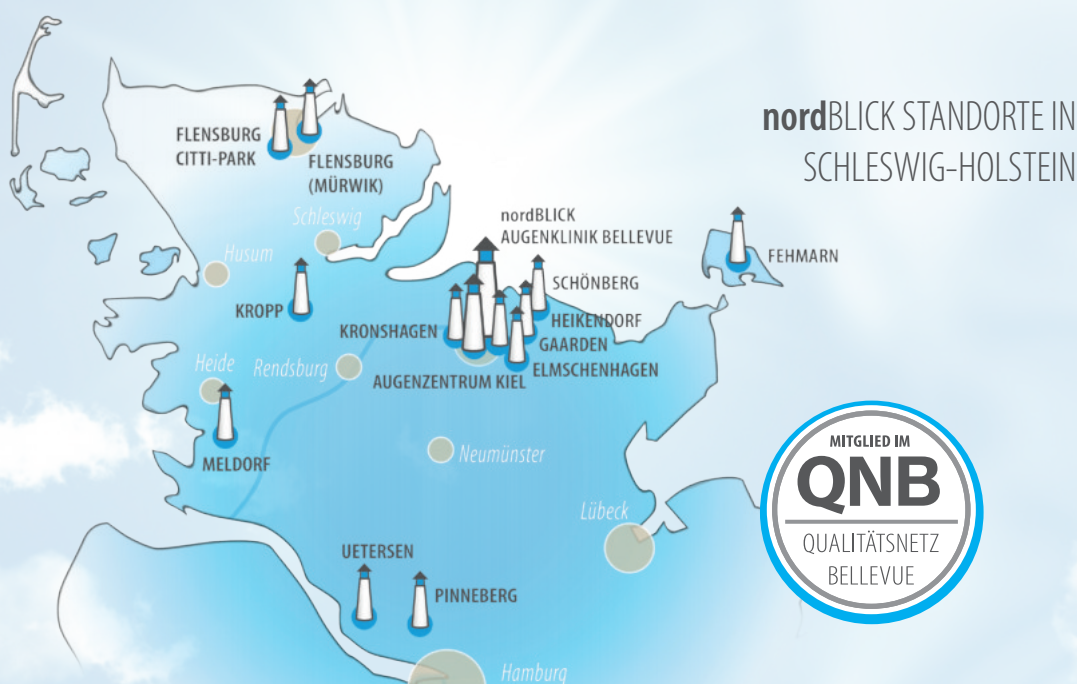 nordBLICK STANDORTE IN
SCHLESWIG-HOLSTEIN
FLENSBURG
CITTI-PARK
FLENSBURG
(MÜRWIK)
Schleswig
Husum
nordBLICK
AUGENKLINIK BELLEVUE
FEHMARN
SCHÖNBERG
KROPP
HEIKENDORF
KRONSHAGEN
GAARDEN
ELMSCHENHAGEN
Heide
Rendsburg
AUGENZENTRUM KIEL
MELDORF
Neumünster
MITGLIED IM
QNB
QUALITÄTSNETZ
BELLEVUE
Lübeck
UETERSEN
PINNEBERG
Hamburg